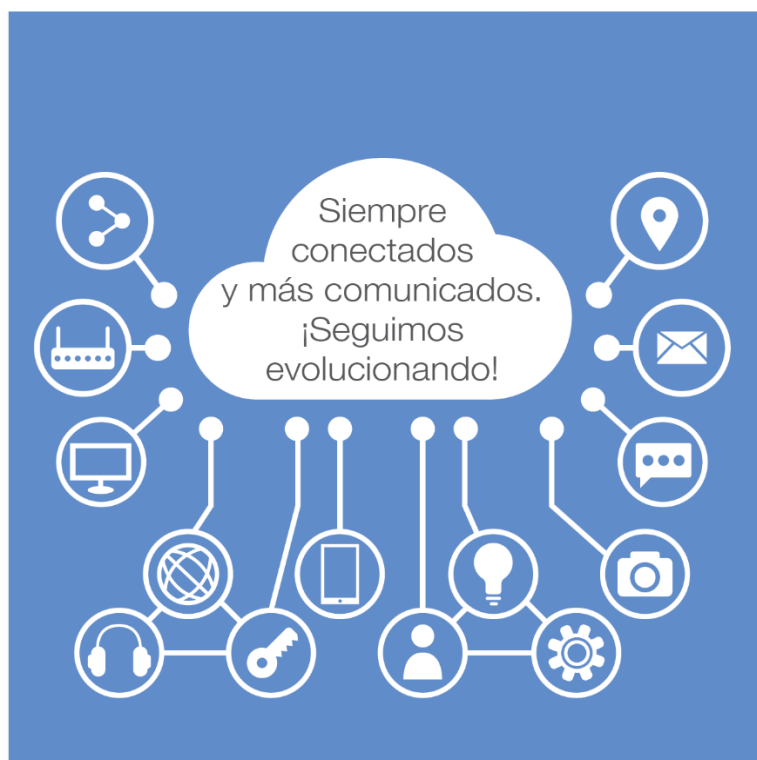 Siempre
conectados
y más comunicados.
¡Seguimos
evolucionando!